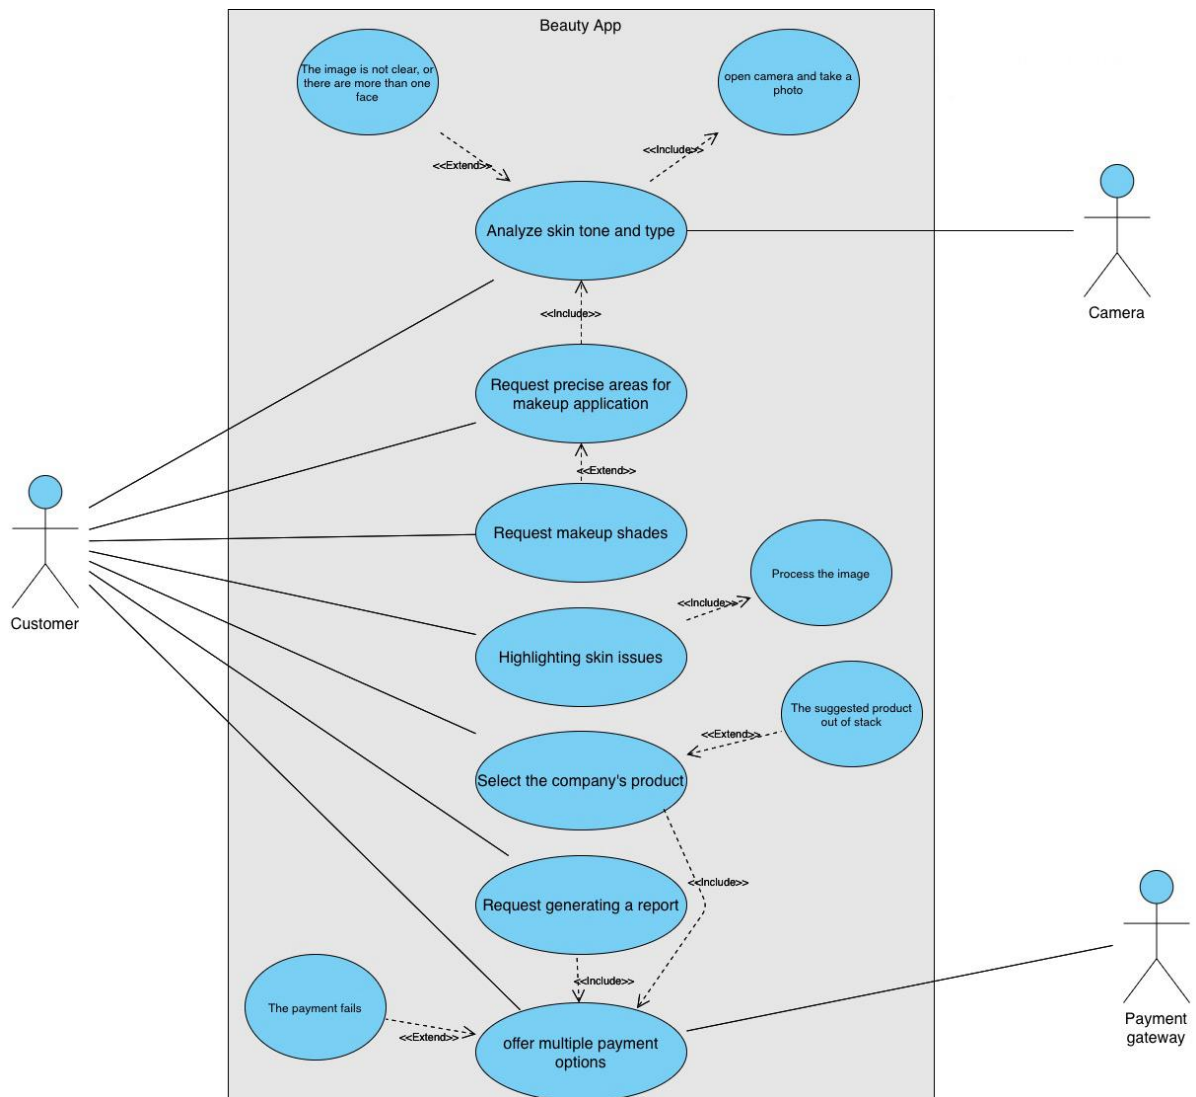 Beauty App
The image is not clear, or
there are more than one
face
open camera and take a
photo
<<Extend>>
<<Include>>
Analyze skin tone and type
Camera
<<Include>>
Request precise areas for
makeup application
<<Extend>>
Request makeup shades
Process the image
<<Include>>
Customer
Highlighting skin issues
The suggested product
out of stack
<<Extend>>
Select the company's product
<<Include>>
Request generating a report
<<Include>>
The payment fails
<<Extend>>
offer multiple payment
options
Payment
gateway